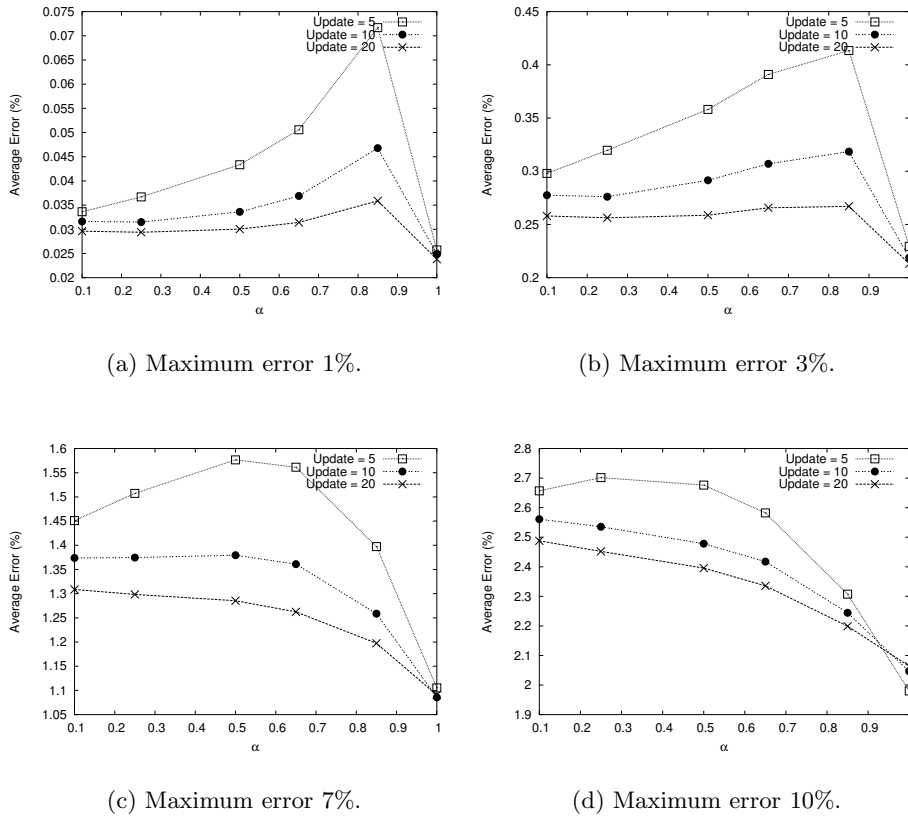 0.075
0.07
0.065
0.06
0.055
0.05
0.045
0.04
0.035
0.03
0.025
0.02
Average Error (%)
0.1 0.2 0.3 0.4 0.5 0.6 0.7 0.8 0.9 1
α
Update = 5
Update = 10
Update = 20
(a) Maximum error 1%.
0.45
0.4
0.35
0.3
0.25
0.2
Average Error (%)
0.1 0.2 0.3 0.4 0.5 0.6 0.7 0.8 0.9 1
α
Update = 5
Update = 10
Update = 20
(b) Maximum error 3%.
1.6
1.55
1.5
1.45
1.4
1.35
1.3
1.25
1.2
1.15
1.1
1.05
Average Error (%)
0.1 0.2 0.3 0.4 0.5 0.6 0.7 0.8 0.9 1
α
Update = 5
Update = 10
Update = 20
(c) Maximum error 7%.
2.8
2.7
2.6
2.5
2.4
2.3
2.2
2.1
2
1.9
Average Error (%)
0.1 0.2 0.3 0.4 0.5 0.6 0.7 0.8 0.9
α
Update = 5
Update = 10
Update = 20
(d) Maximum error 10%.